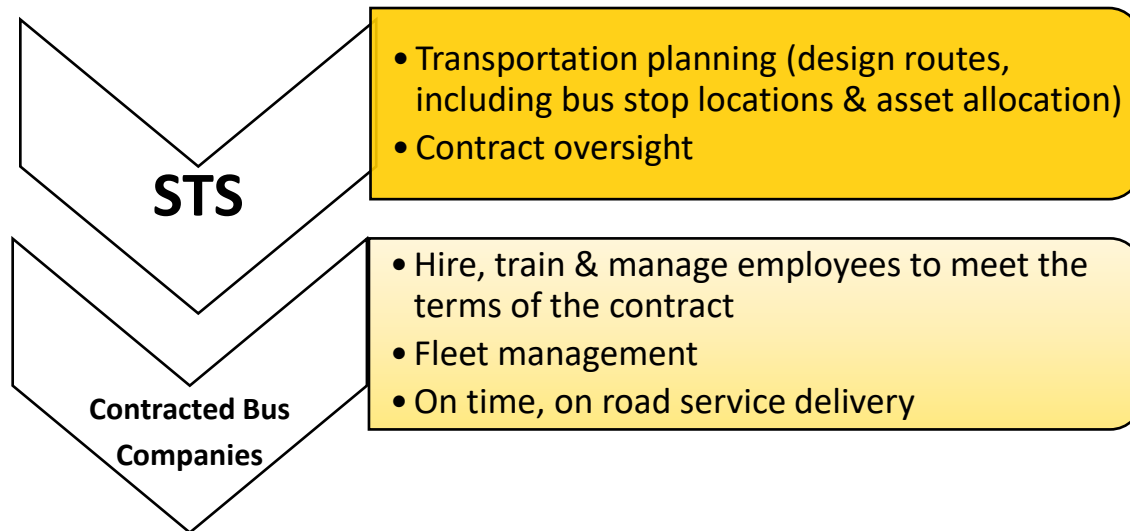 STS
• Transportation planning (design routes,
including bus stop locations & asset allocation)
• Contract oversight
Contracted Bus
Companies
• Hire, train & manage employees to meet the
terms of the contract
• Fleet management
• On time, on road service delivery